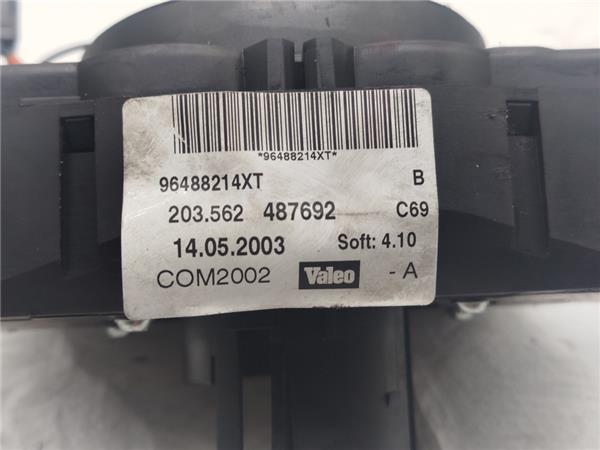 *96488214XT*
96488214XT B
203.562 487692 C69
14.05.2003 Soft: 4.10
COM2002 Valeo - A